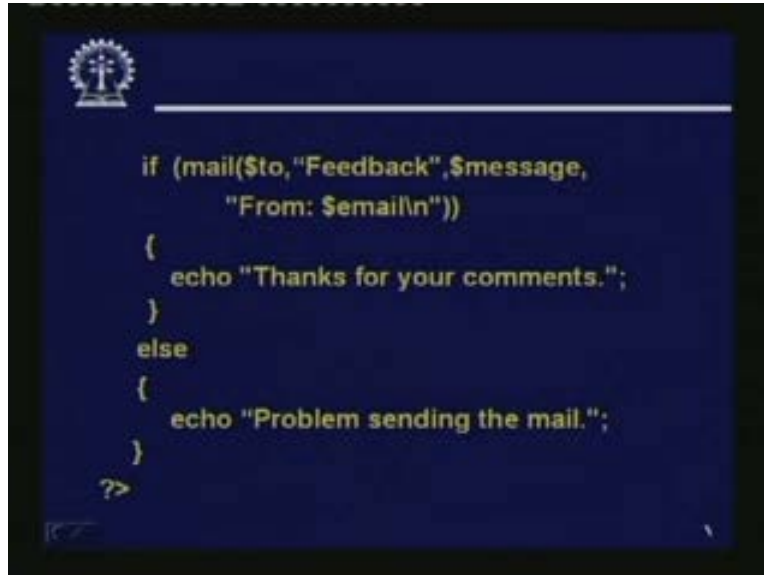 if (mail($to,“Feedback”,$message,
"From: $email\n"))
{
echo "Thanks for your comments.";
}
else
{
echo “Problem sending the mail.";
}
?>